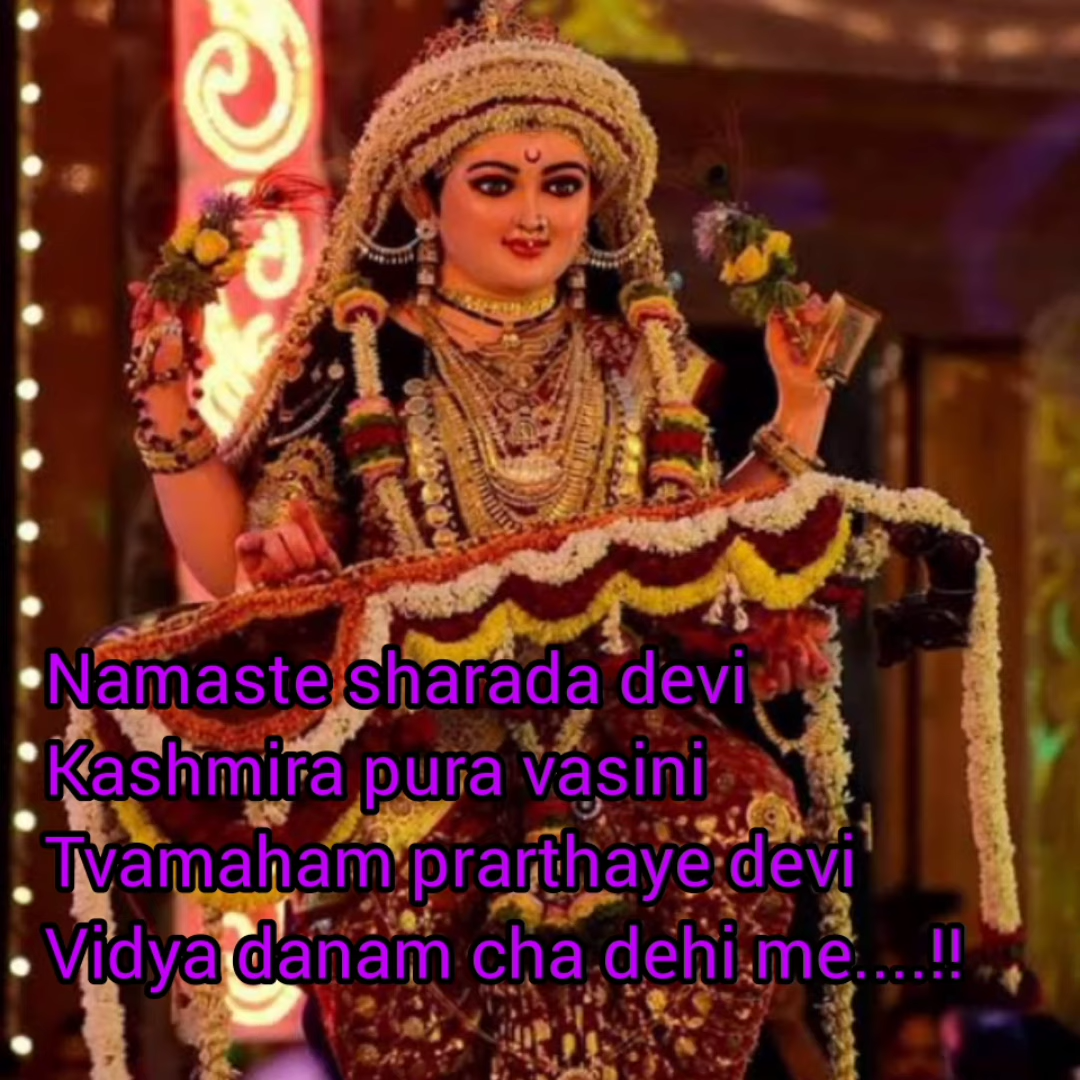 Namaste sharada devi
Kashmira pura vasini
Tvamaham prarthaye devi
Vidya danam cha dehi me....!!